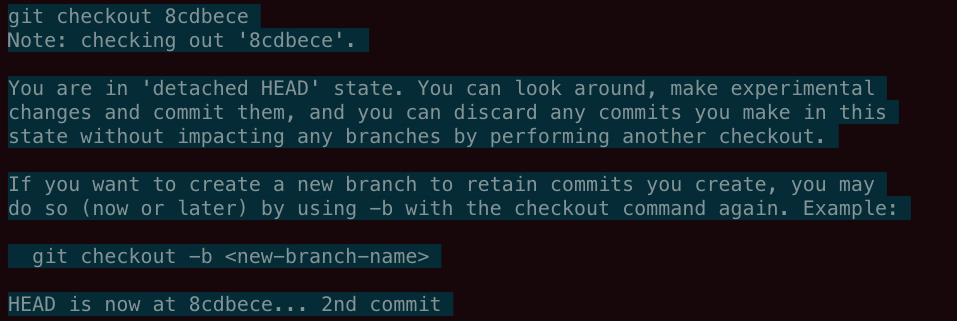 git checkout 8cdbece
Note: checking out '8cdbece'.
You are in 'detached HEAD' state. You can look around, make experimental
changes and commit them, and you can discard any commits you make in this
state without impacting any branches by performing another checkout.
If you want to create a new branch to retain commits you create, you may
do so (now or later) by using -b with the checkout command again. Example:
git checkout -b <new-branch-name>
HEAD is now at 8cdbece... 2nd commit